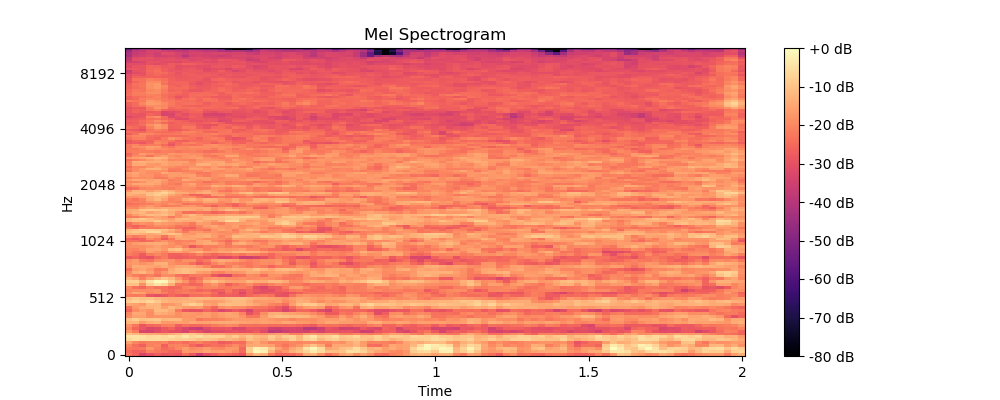 Mel Spectrogram
Hz
8192
4096
2048
1024
512
0
0
0.5
1
1.5
2
Time
+0 dB
-10 dB
-20 dB
-30 dB
-40 dB
-50 dB
-60 dB
-70 dB
-80 dB